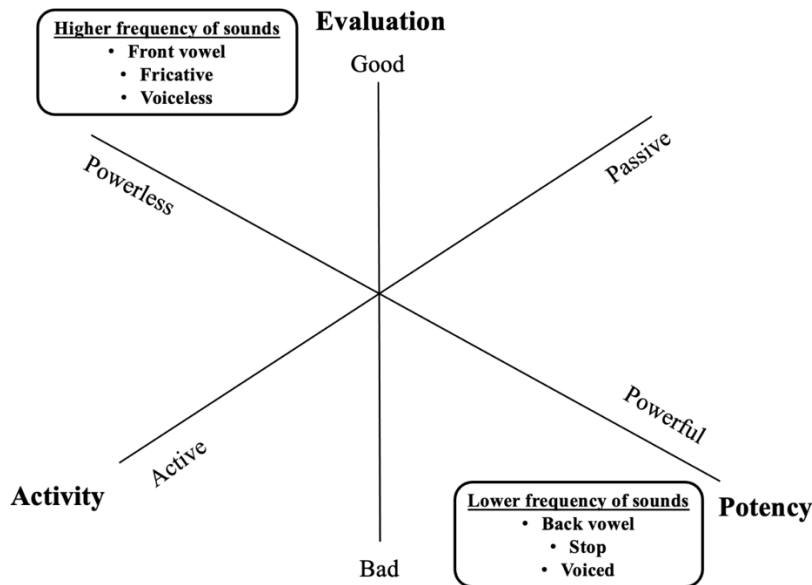 Evaluation
Higher frequency of sounds
• Front vowel
• Fricative
• Voiceless
Good
Powerless
Passive
Active
Powerful
Activity
Potency
Lower frequency of sounds
• Back vowel
• Stop
• Voiced
Bad